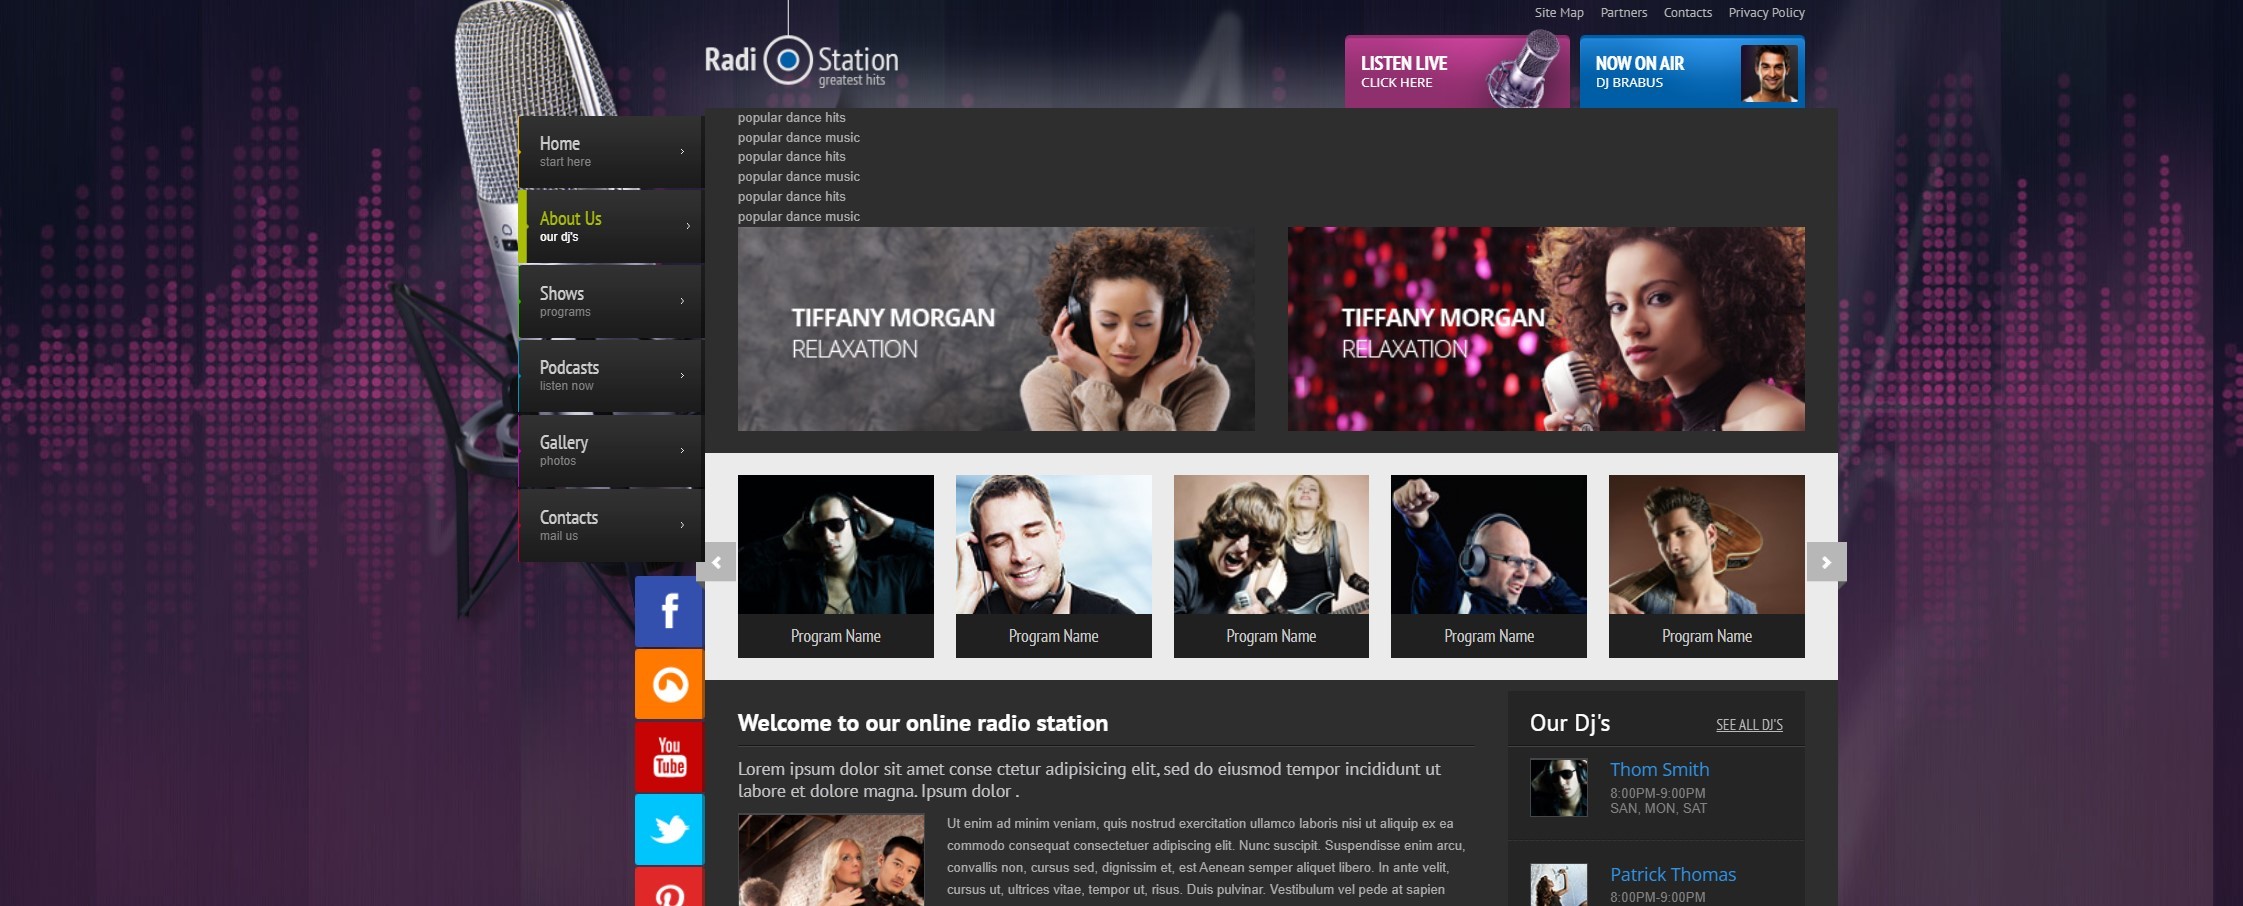 Site Map Partners Contacts Privacy Policy
Radi Station
greatest hits
LISTEN LIVE
CLICK HERE
NOW ON AIR
DJ BRABUS
Home
start here
About Us
our dj's
Shows
programs
Podcasts
listen now
Gallery
photos
Contacts
mail us
f
You
Tube
popular dance hits
popular dance music
popular dance hits
popular dance music
popular dance hits
popular dance music
TIFFANY MORGAN
RELAXATION
TIFFANY MORGAN
RELAXATION
Program Name
Program Name
Program Name
Program Name
Program Name
Welcome to our online radio station
Lorem ipsum dolor sit amet conse ctetur adipisicing elit, sed do eiusmod tempor incididunt ut
labore et dolore magna. Ipsum dolor .
Ut enim ad minim veniam, quis nostrud exercitation ullamco laboris nisi ut aliquip ex ea
commodo consequat consectetuer adipiscing elit. Nunc suscipit. Suspendisse enim arcu,
convallis non, cursus sed, dignissim et, est Aenean semper aliquet libero. In ante velit,
cursus ut, ultrices vitae, tempor ut, risus. Duis pulvinar. Vestibulum vel pede at sapien
Our Dj's
SEE ALL DJ'S
Thom Smith
8:00PM-9:00PM
SAN, MON, SAT
Patrick Thomas
8:00PM-9:00PM